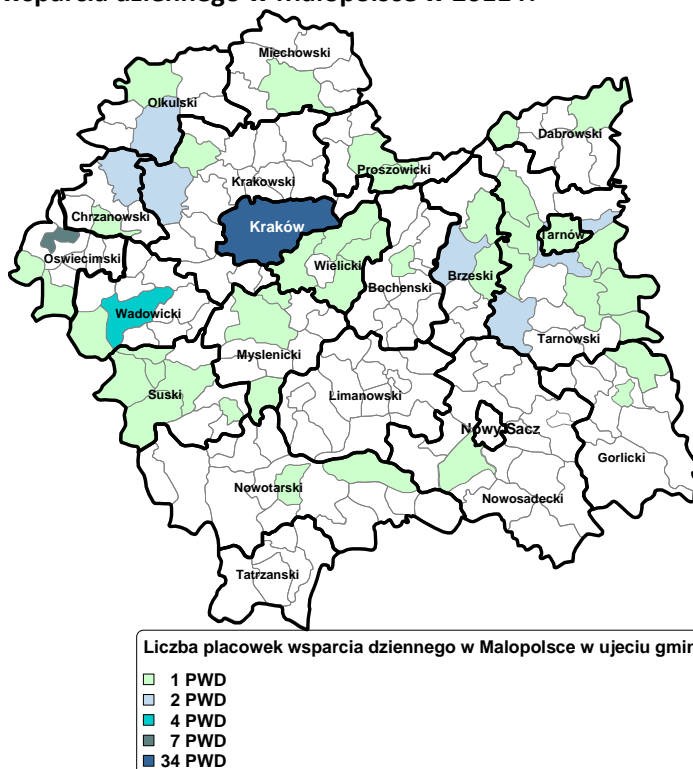 wsparcia dziennego w Małopolsce w 2011 r.
Miechowski
Olkulski
Dabrowski
Proszowicki
Krakowski
Chrzanowski
Kraków
Tarnów
Oswiecimski
Wielicki
Brzeski
Bochenski
Wadowicki
Tarnowski
Myslenicki
Suski
Limanowski
Nowy Sacz
Gorlicki
Nowotarski
Nowosadecki
Tatrzanski
Liczba placowek wsparcia dziennego w Malopolsce w ujeciu gmin
1 PWD
2 PWD
4 PWD
7 PWD
34 PWD